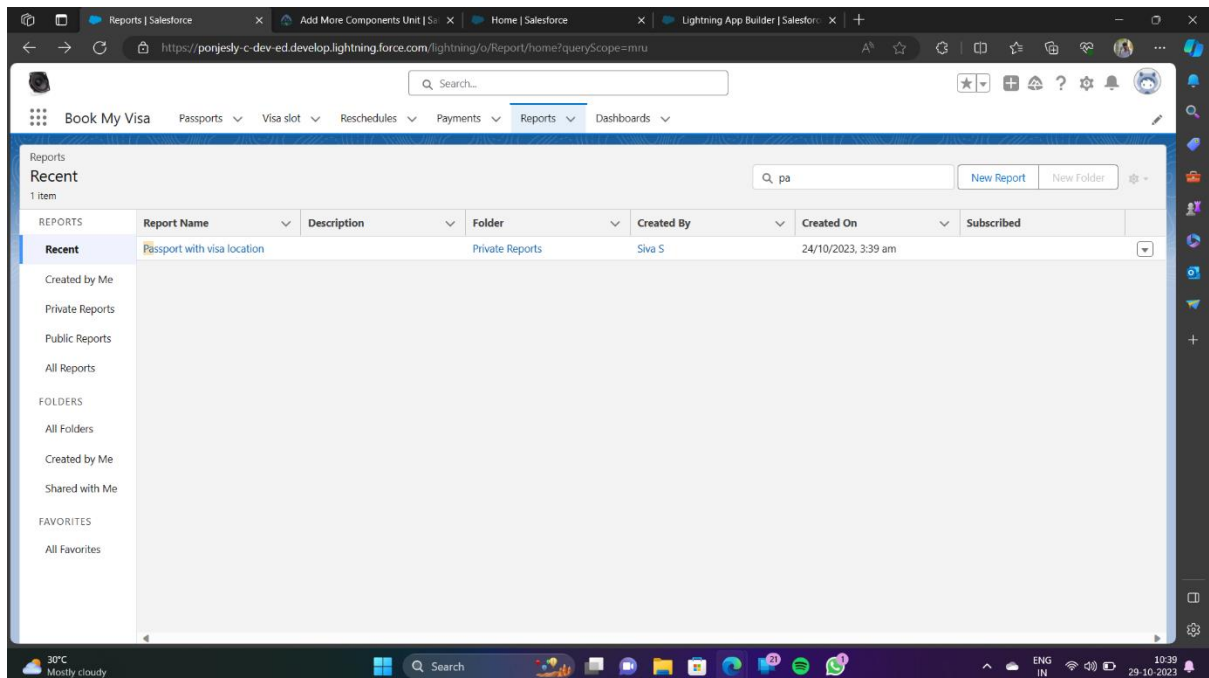 Reports | Salesforce
Add More Components Unit | Sal
Home | Salesforce
Lightning App Builder | Salesforc
https://ponjesly-c-dev-ed.develop.lightning.force.com/lightning/o/Report/home?queryScope=mru
Search...
Book My Visa Passports Visa slot Reschedules Payments Reports Dashboards
Reports
Recent
1 item
pa
New Report New Folder
REPORTS Report Name Description Folder Created By Created On Subscribed
Recent Passport with visa location Private Reports Siva S 24/10/2023, 3:39 am
Created by Me
Private Reports
Public Reports
All Reports
FOLDERS
All Folders
Created by Me
Shared with Me
FAVORITES
All Favorites
30°C
Mostly cloudy
Search
21
1
ENG
IN
10:39
29-10-2023